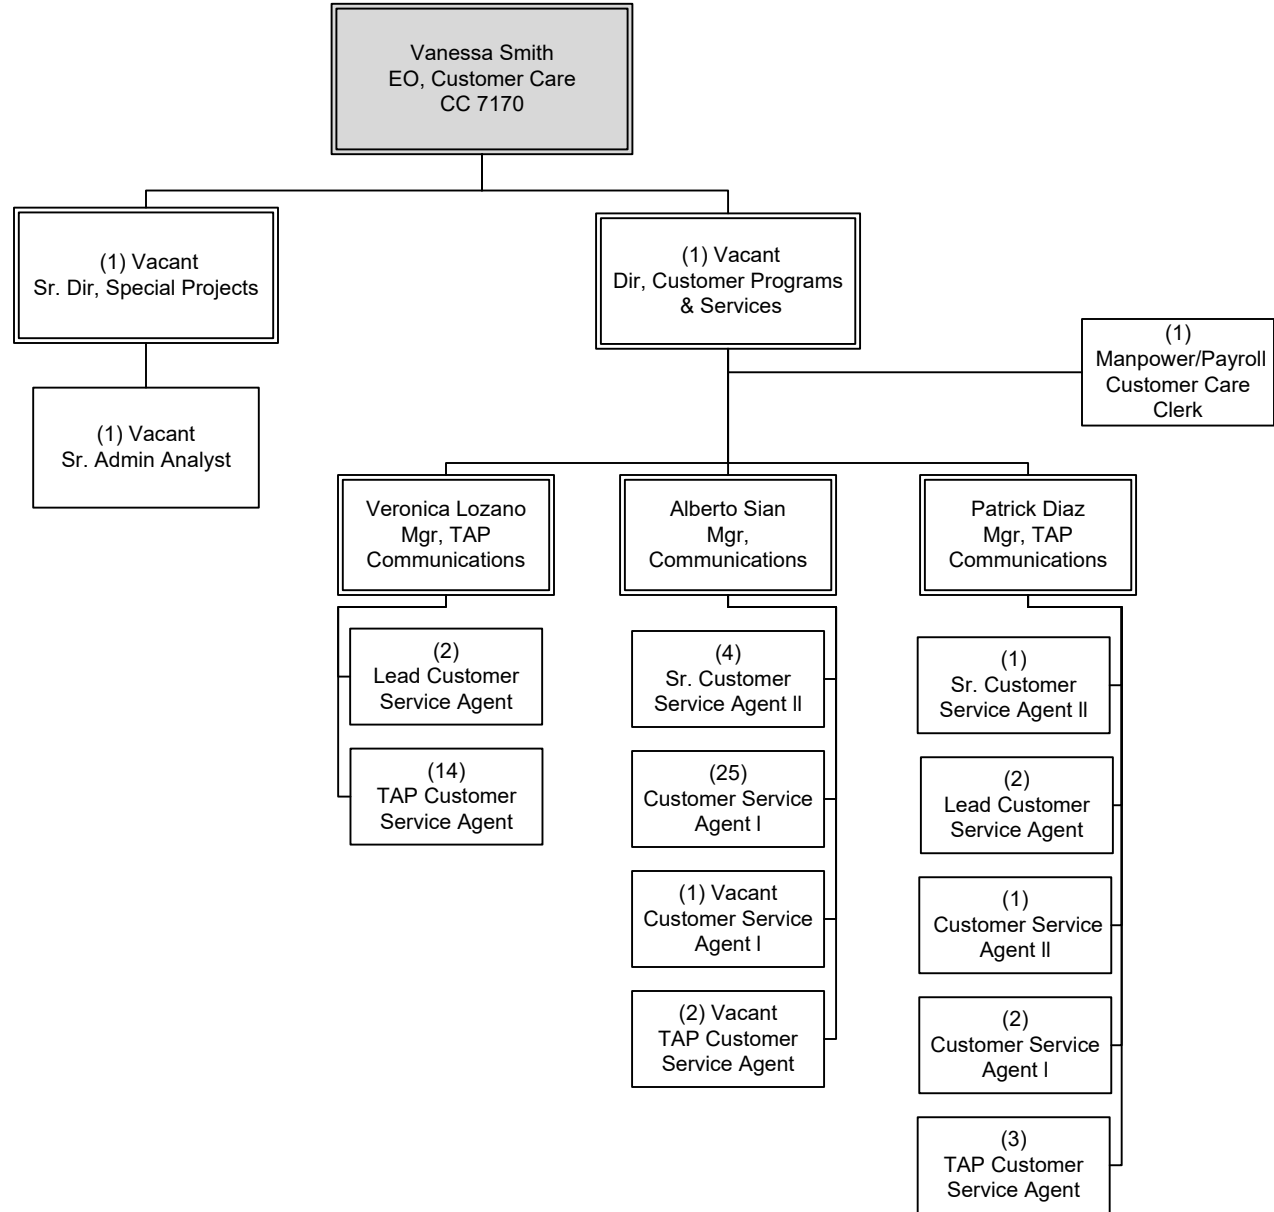 Vanessa Smith
EO, Customer Care
CC 7170
(1) Vacant
Sr. Dir, Special Projects
(1) Vacant
Dir, Customer Programs
& Services
(1)
Manpower/Payroll
Customer Care
Clerk
(1) Vacant
Sr. Admin Analyst
Veronica Lozano
Mgr, TAP
Communications
Alberto Sian
Mgr,
Communications
Patrick Diaz
Mgr, TAP
Communications
(2)
Lead Customer
Service Agent
(14)
TAP Customer
Service Agent
(4)
Sr. Customer
Service Agent II
(25)
Customer Service
Agent I
(1) Vacant
Customer Service
Agent I
(2) Vacant
TAP Customer
Service Agent
(1)
Sr. Customer
Service Agent II
(2)
Lead Customer
Service Agent
(1)
Customer Service
Agent II
(2)
Customer Service
Agent I
(3)
TAP Customer
Service Agent